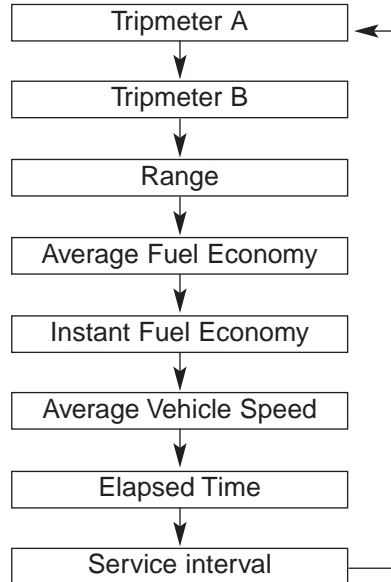 Tripmeter A
Tripmeter B
Range
Average Fuel Economy
Instant Fuel Economy
Average Vehicle Speed
Elapsed Time
Service interval